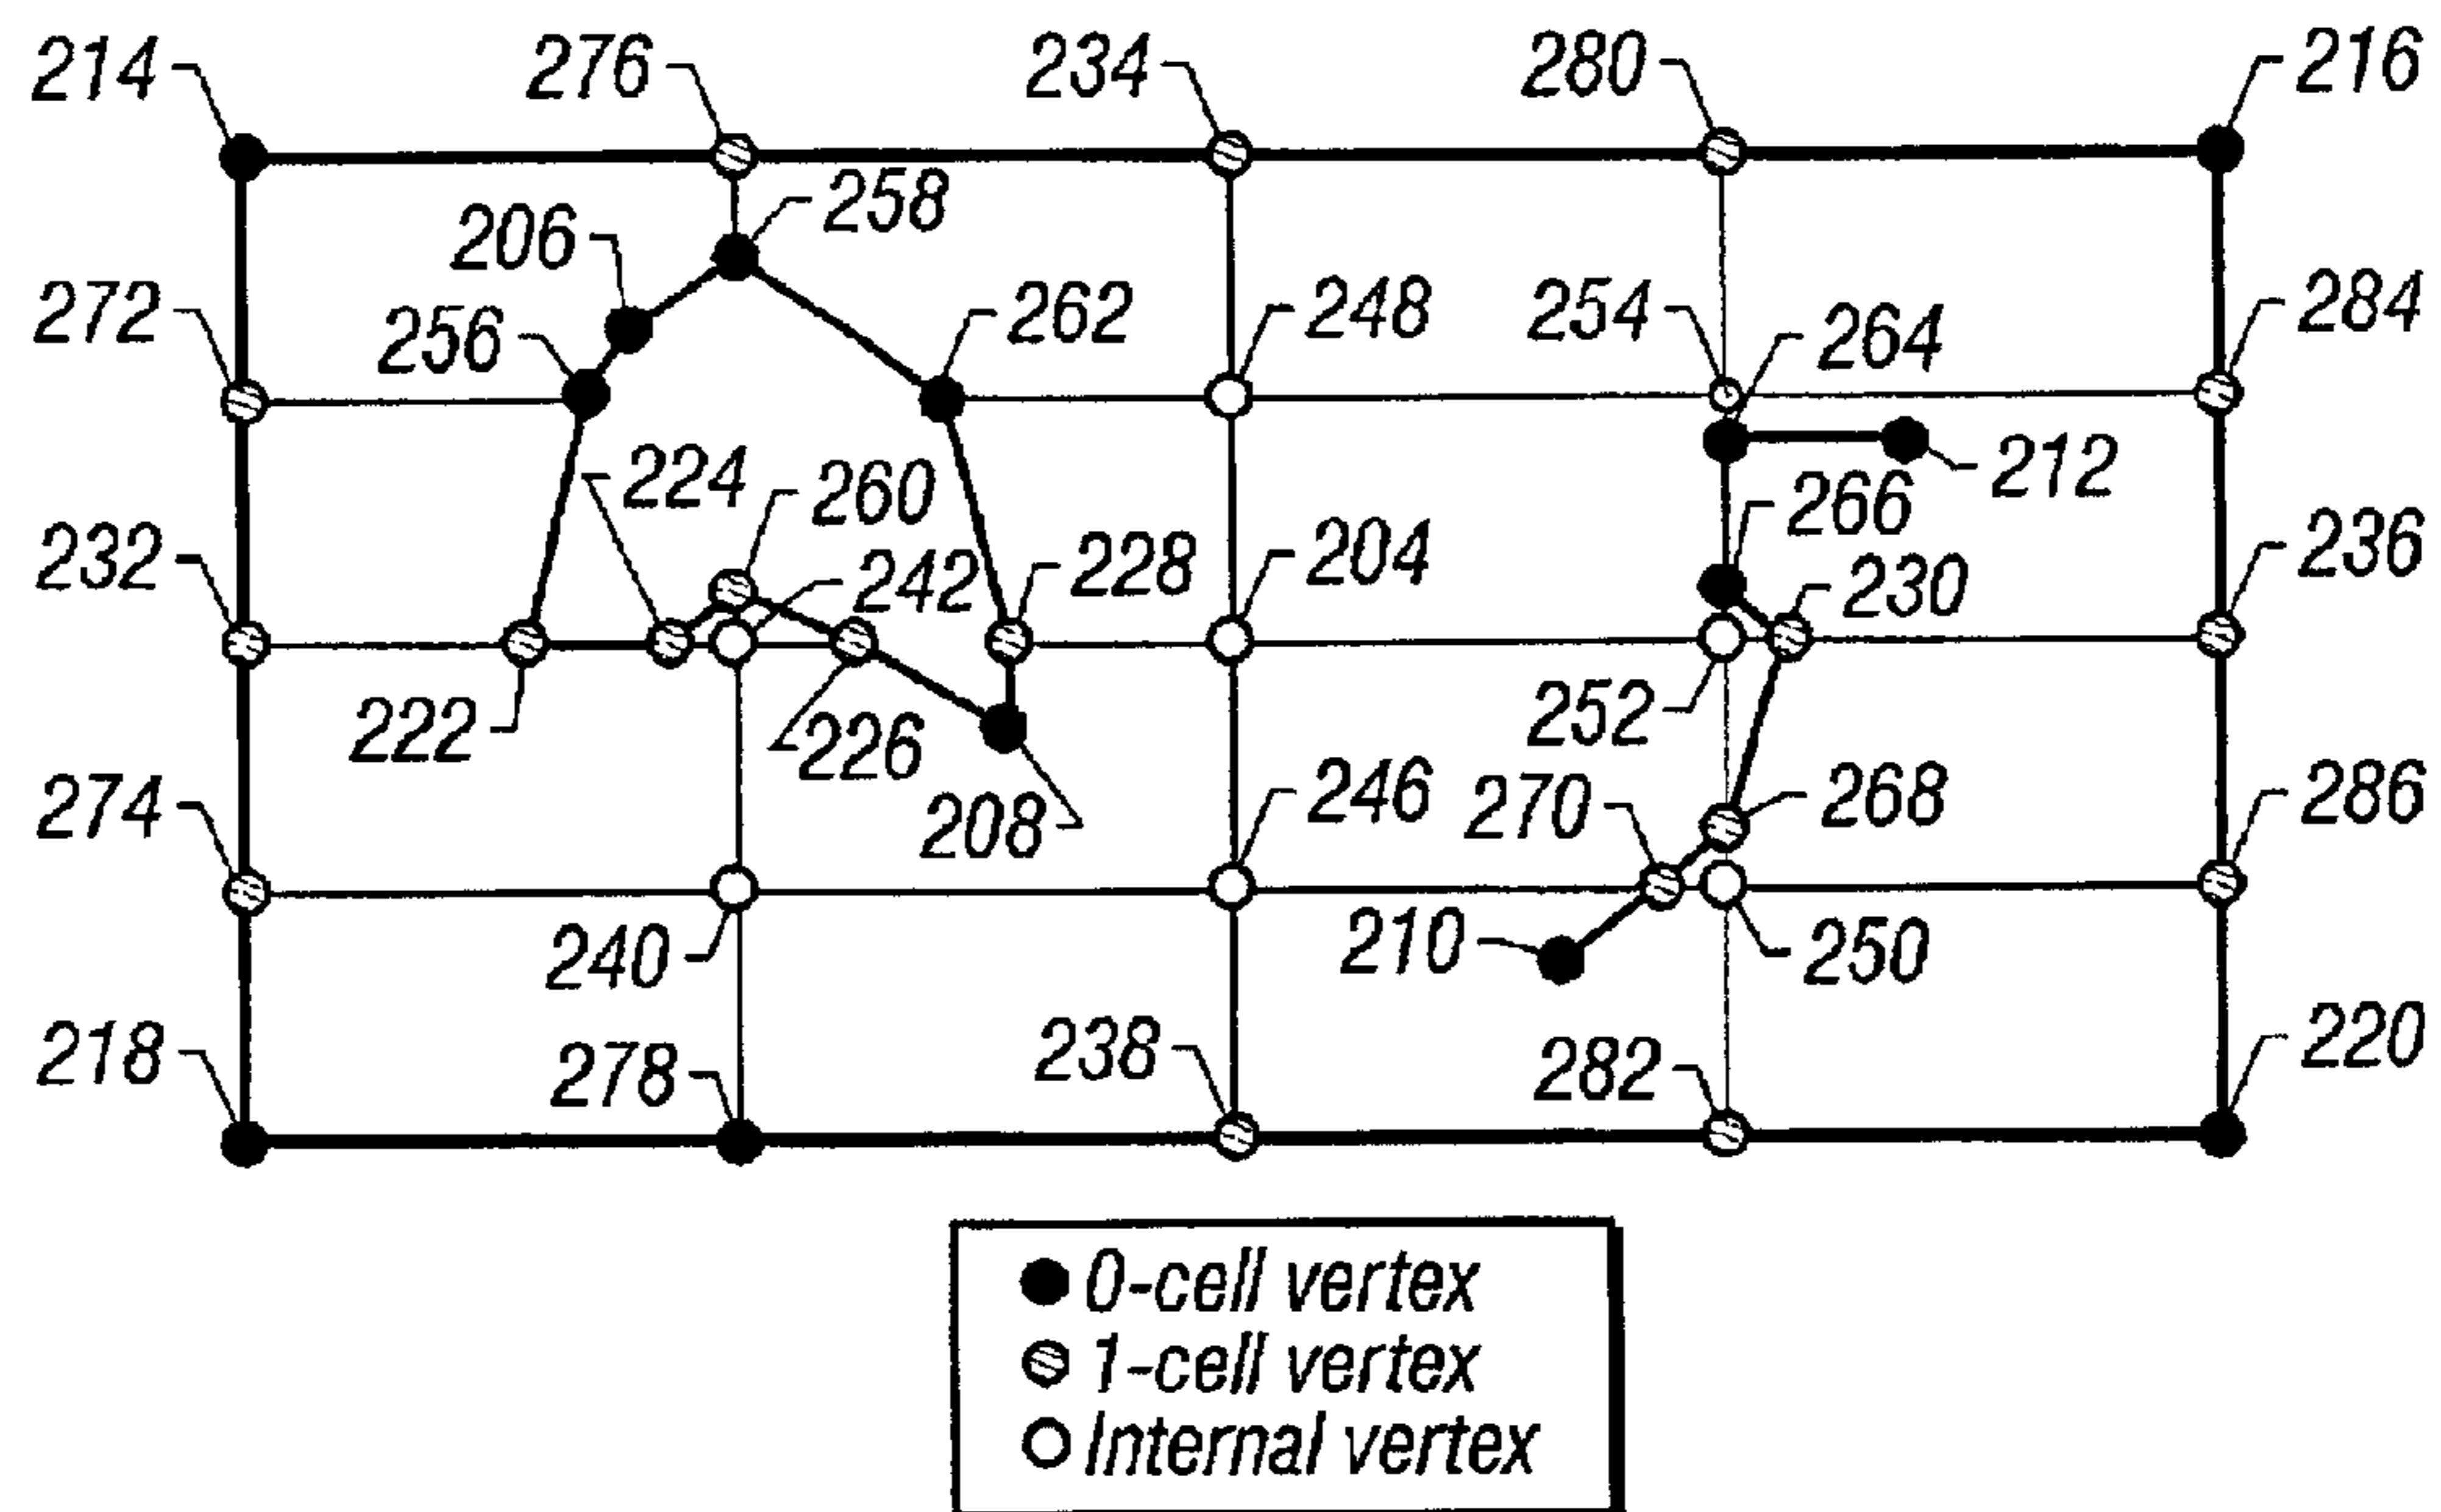 214 276 234 280 216
206 258
272 256 262 248 254 264 284
224 260 212
266
232 242 228 204 230 236
222 226 252
274 208 246 270 268 286
240 210 250
218 278 238 282 220
0-cell vertex
1-cell vertex
Internal vertex